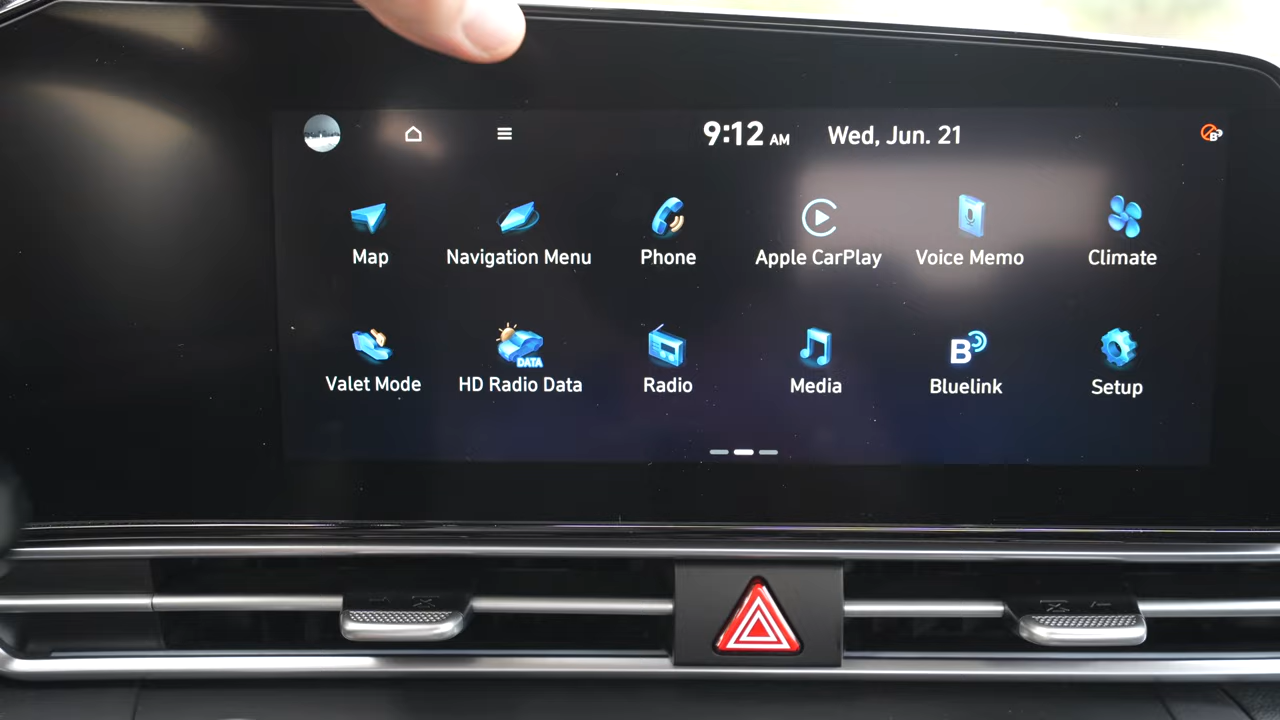 9:12 AM Wed, Jun. 21
B
Map Navigation Menu Phone Apple CarPlay Voice Memo Climate
DATA B
Valet Mode HD Radio Data Radio Media Bluelink Setup